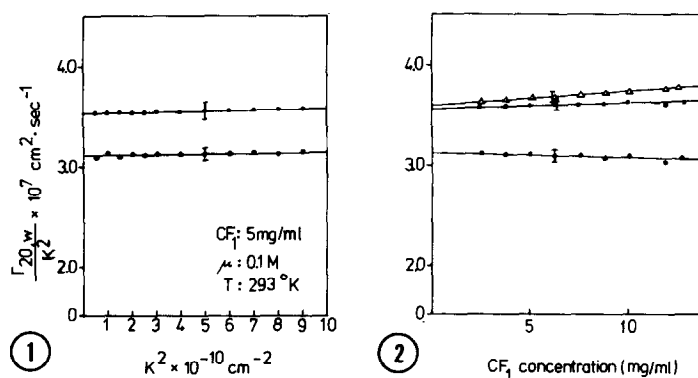 4.0
3.0
2.0
0
Γ20,w / K² × 10⁷ cm²·sec⁻¹
CF₁: 5mg/ml
μ: 0.1 M
T: 293 °K
1 2 3 4 5 6 7 8 9 10
K² × 10⁻¹⁰ cm⁻²
1
4.0
3.0
2.0
0
5 10
CF₁ concentration (mg/ml)
2